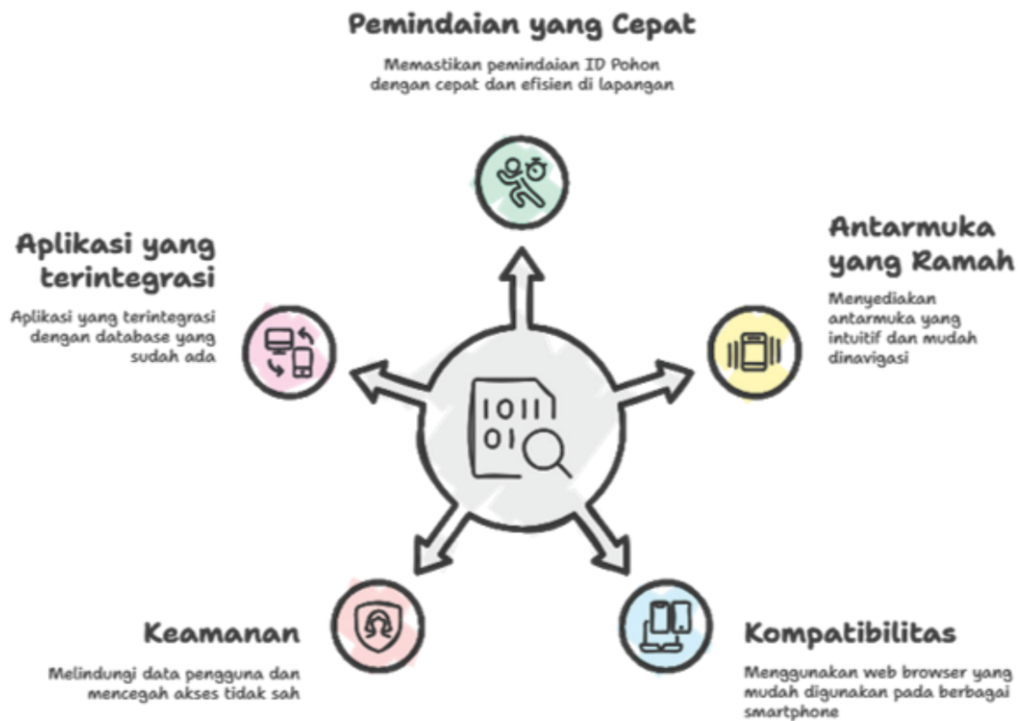 Pemindaian yang Cepat
Memastikan pemindaian ID Pohon
dengan cepat dan efisien di lapangan
Aplikasi yang
terintegrasi
Aplikasi yang terintegrasi
dengan database yang
sudah ada
Antarmuka
yang Ramah
Menyediakan
antarmuka yang
intuitif dan mudah
dinavigasi
1011
01
Keamanan
Melindungi data pengguna dan
mencegah akses tidak sah
Kompatibilitas
Menggunakan web browser yang
mudah digunakan pada berbagai
smartphone